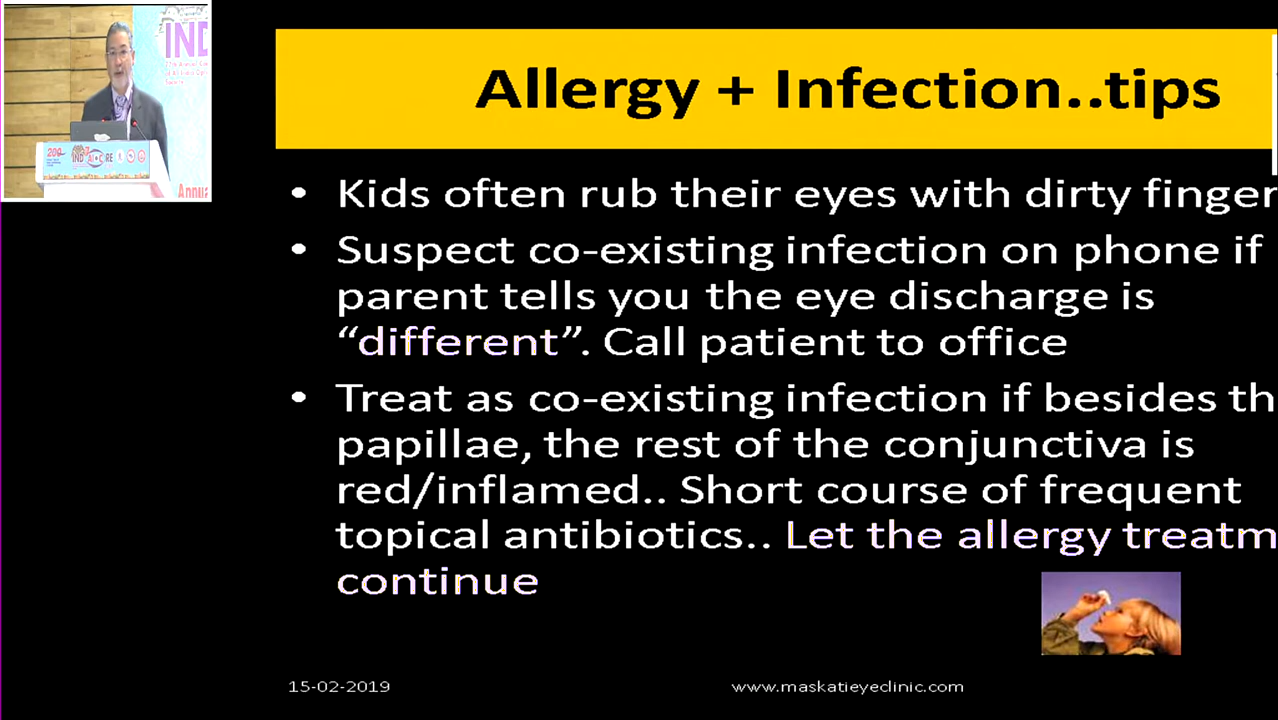 IND
Allergy + Infection..tips
• Kids often rub their eyes with dirty finger
• Suspect co-existing infection on phone if
parent tells you the eye discharge is
“different”. Call patient to office
• Treat as co-existing infection if besides th
papillae, the rest of the conjunctiva is
red/inflamed.. Short course of frequent
topical antibiotics.. Let the allergy treatm
continue
15-02-2019
www.maskatieyeclinic.com
Annua